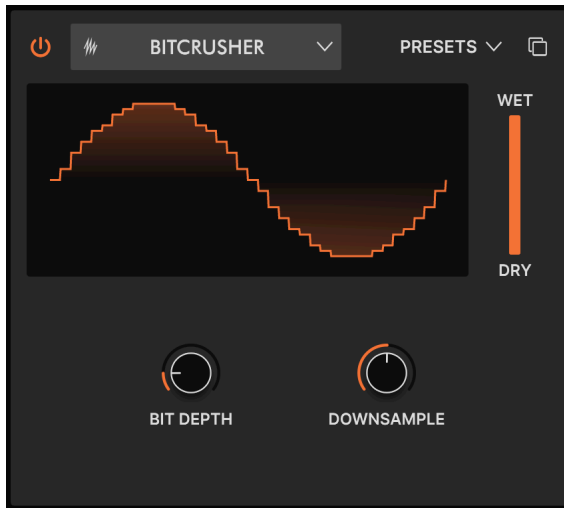 BITCRUSHER
PRESETS
WET
DRY
BIT DEPTH
DOWNSAMPLE